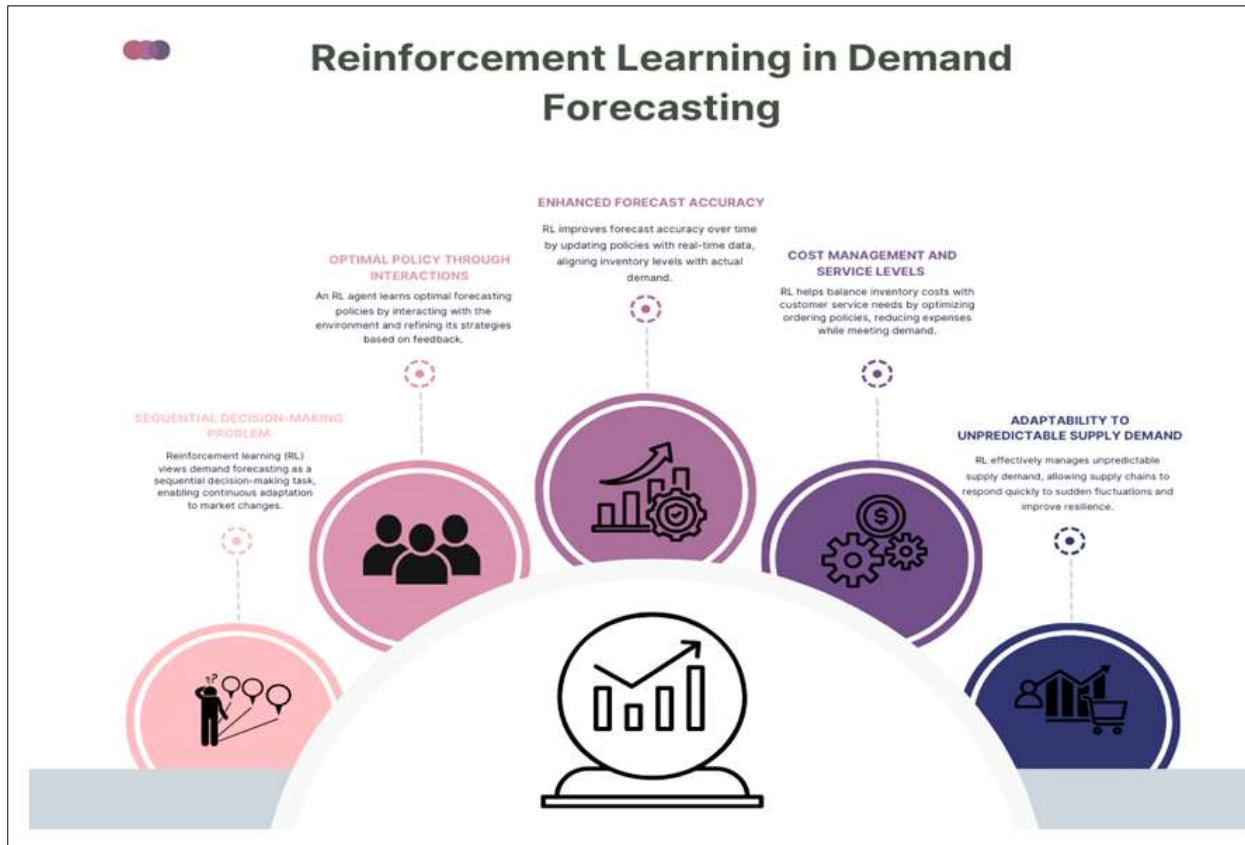 Reinforcement Learning in Demand
Forecasting
ENHANCED FORECAST ACCURACY
RL improves forecast accuracy over time
by updating policies with real-time data,
aligning inventory levels with actual
demand.
OPTIMAL POLICY THROUGH
INTERACTIONS
An RL agent learns optimal forecasting
policies by interacting with the
environment and refining its strategies
based on feedback.
COST MANAGEMENT AND
SERVICE LEVELS
RL helps balance inventory costs with
customer service needs by optimizing
ordering policies, reducing expenses
while meeting demand.
SEQUENTIAL DECISION-MAKING
PROBLEM
Reinforcement learning (RL)
views demand forecasting as a
sequential decision-making task,
enabling continuous adaptation
to market changes.
ADAPTABILITY TO
UNPREDICTABLE SUPPLY DEMAND
RL effectively manages unpredictable
supply demand, allowing supply chains to
respond quickly to sudden fluctuations and
improve resilience.
$
??